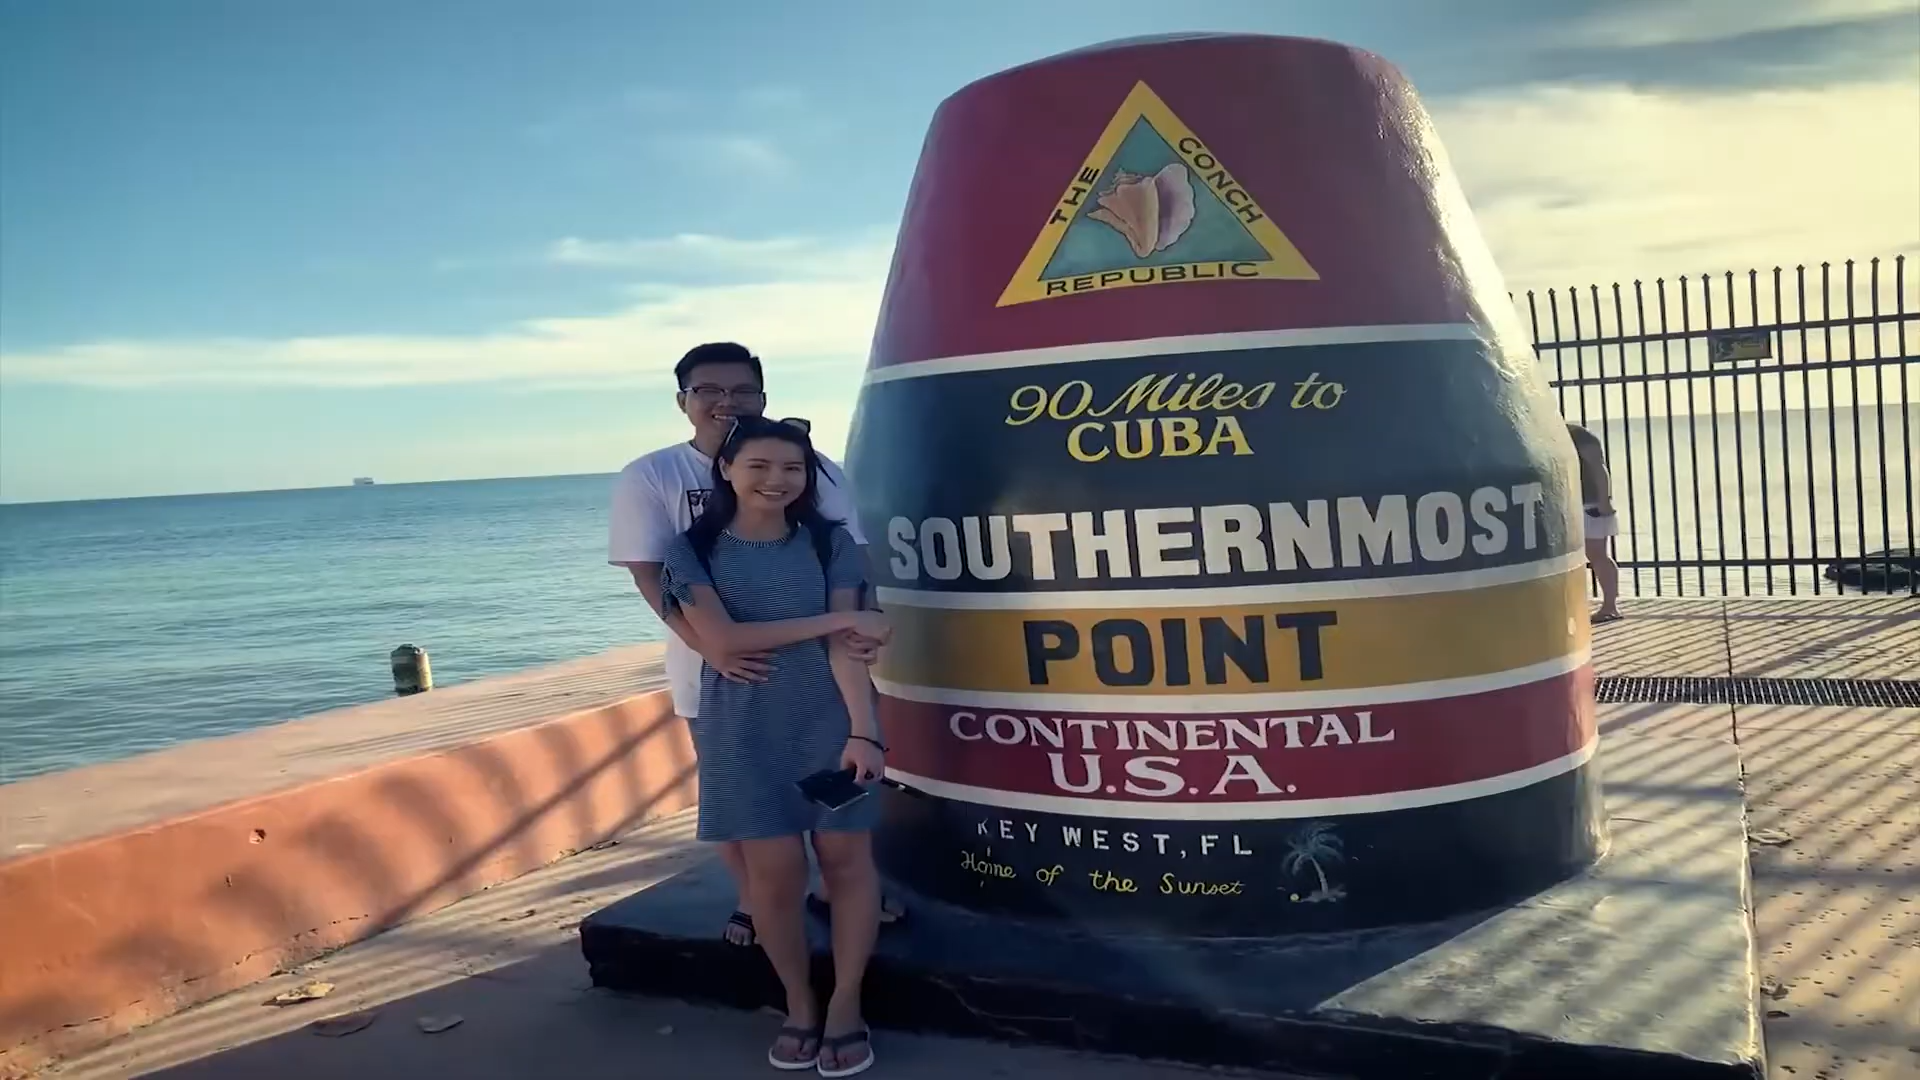 THE CONCH
REPUBLIC
90 Miles to
CUBA
SOUTHERNMOST
POINT
CONTINENTAL
U.S.A.
KEY WEST, FL
Home of the Sunset